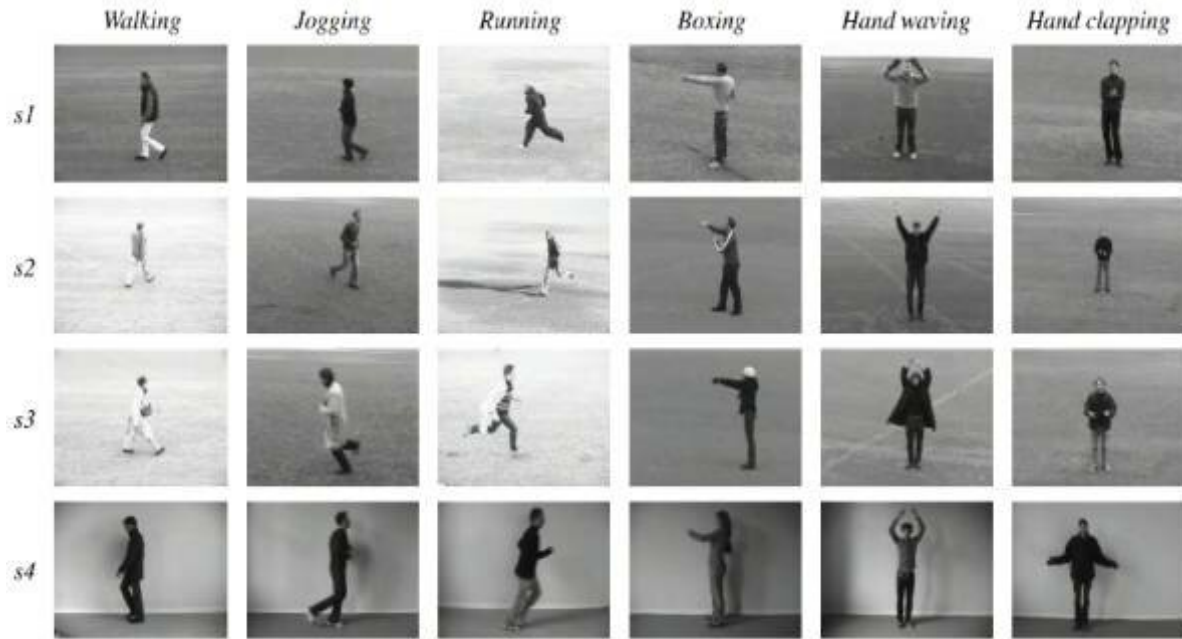 Walking Jogging Running Boxing Hand waving Hand clapping
s1
s2
s3
s4